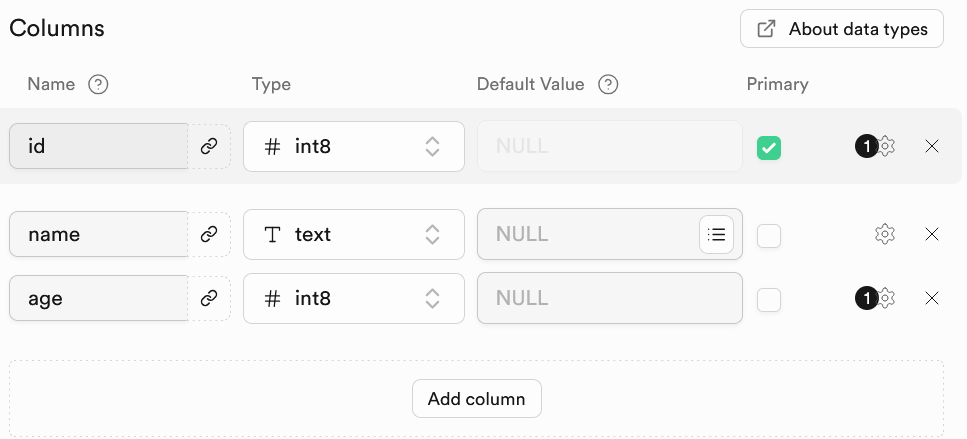 Columns
About data types
Name ? Type Default Value ? Primary
id # int8 NULL 1
name T text NULL
age # int8 NULL 1
Add column